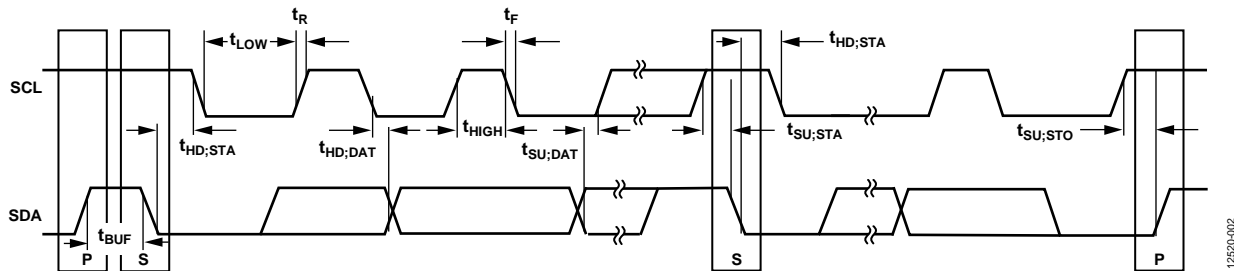 tR
tF
tLOW
tHD;STA
SCL
tHD;STA
tHD;DAT
tHIGH
tSU;DAT
tSU;STA
tSU;STO
SDA
tBUF
P
S
S
P
12520-002